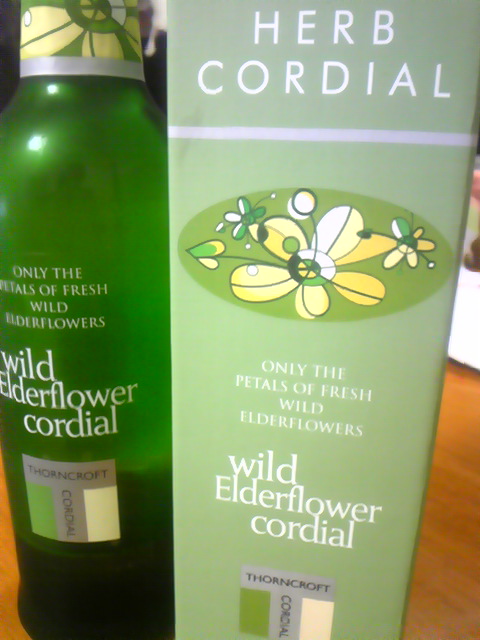 HERB
CORDIAL
ONLY THE
PETALS OF FRESH
WILD
ELDERFLOWERS
wild
Elderflower
cordial
THORNCROFT
CORDIAL
ONLY THE
PETALS OF FRESH
WILD
ELDERFLOWERS
wild
Elderflower
cordial
THORNCROFT
CORDIAL